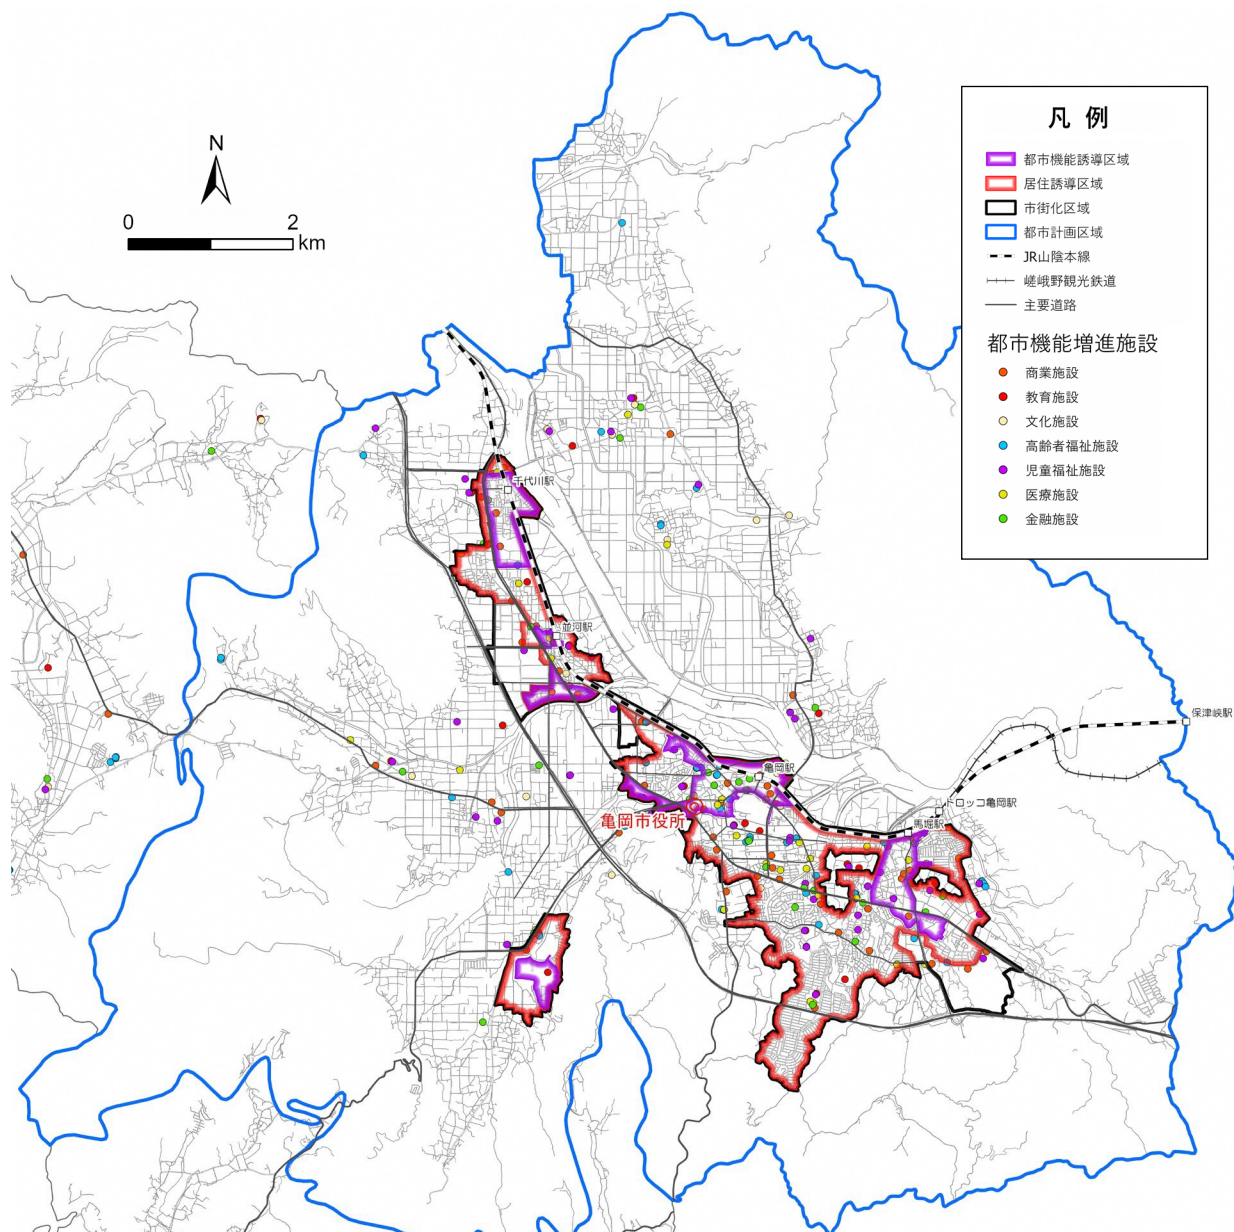 N
0 2
km
凡 例
都市機能誘導区域
居住誘導区域
市街化区域
都市計画区域
JR山陰本線
嵯峨野観光鉄道
主要道路
都市機能増進施設
商業施設
教育施設
文化施設
高齢者福祉施設
児童福祉施設
医療施設
金融施設
千代川駅
並河駅
保津峡駅
亀岡駅
トロッコ亀岡駅
亀岡市役所
馬堀駅